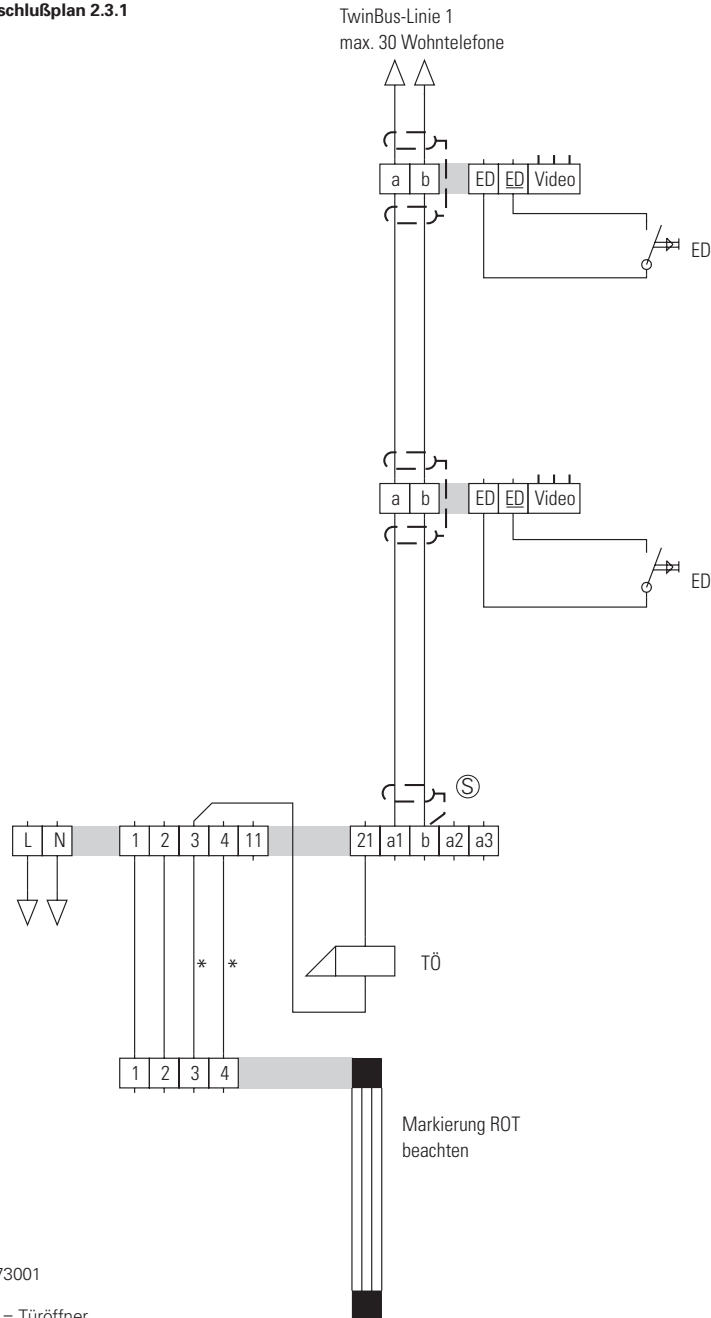 schlußplan 2.3.1
TwinBus-Linie 1
max. 30 Wohntelefone
a b ED ED Video
ED
a b ED ED Video
ED
S
L N 1 2 3 4 11 21 a1 b a2 a3
* *
TÖ
1 2 3 4
Markierung ROT
beachten
73001
– Türöffner